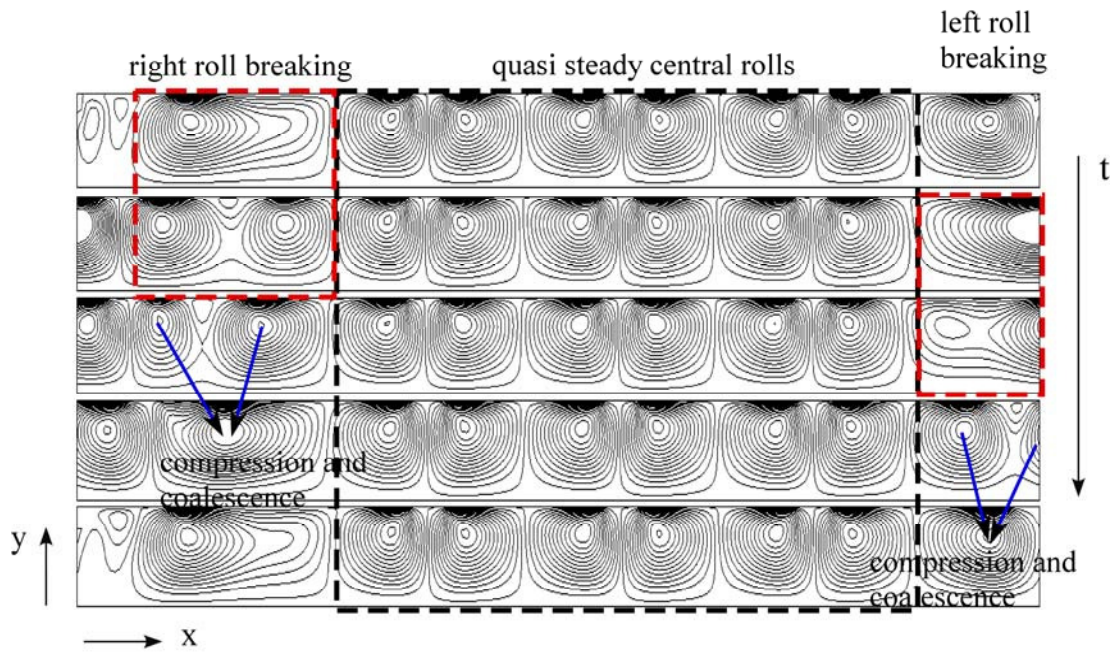 left roll
breaking
right roll breaking
quasi steady central rolls
t
compression and
coalescence
y
compression and
coalescence
x